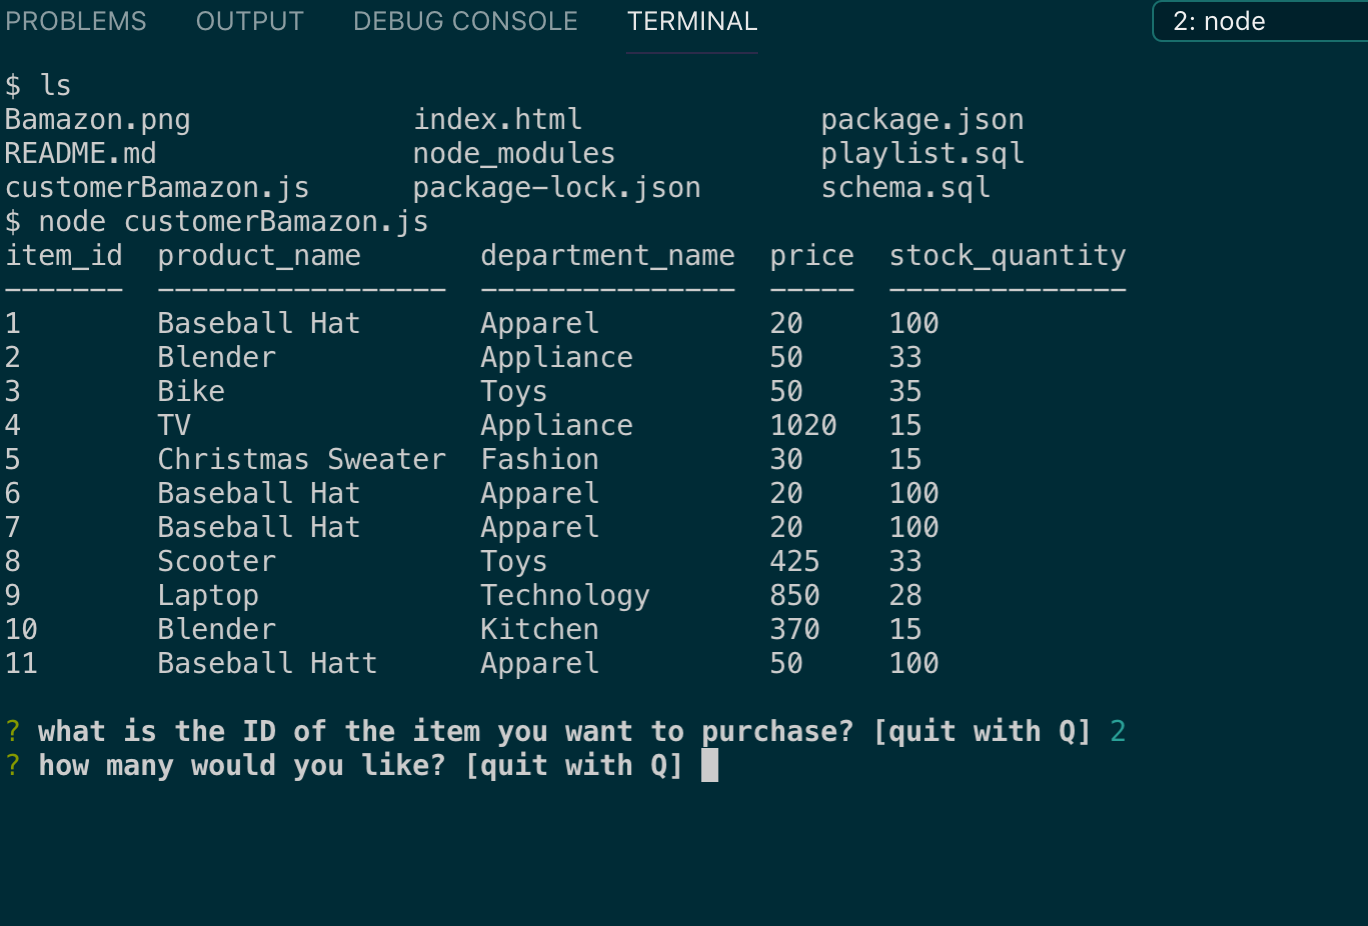 PROBLEMS OUTPUT DEBUG CONSOLE TERMINAL 2: node
$ ls
Bamazon.png index.html package.json
README.md node_modules playlist.sql
customerBamazon.js package-lock.json schema.sql
$ node customerBamazon.js
item_id product_name department_name price stock_quantity
------- ----------------- --------------- ----- --------------
1 Baseball Hat Apparel 20 100
2 Blender Appliance 50 33
3 Bike Toys 50 35
4 TV Appliance 1020 15
5 Christmas Sweater Fashion 30 15
6 Baseball Hat Apparel 20 100
7 Baseball Hat Apparel 20 100
8 Scooter Toys 425 33
9 Laptop Technology 850 28
10 Blender Kitchen 370 15
11 Baseball Hatt Apparel 50 100
? what is the ID of the item you want to purchase? [quit with Q] 2
? how many would you like? [quit with Q]